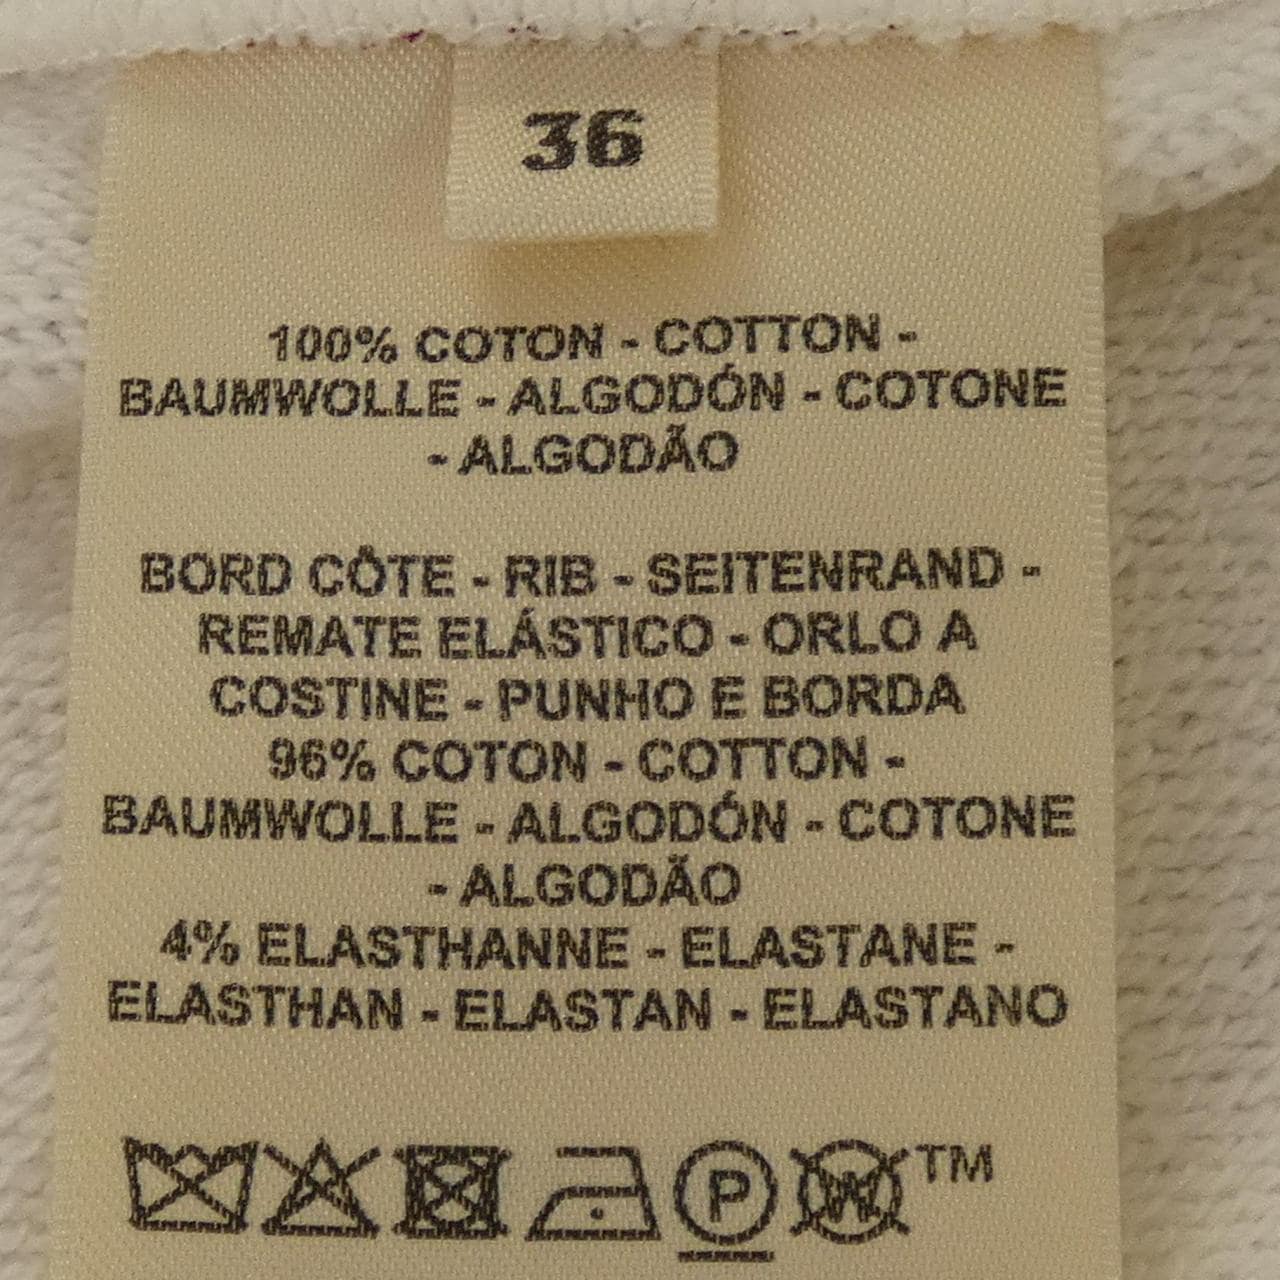 36
100% COTON - COTTON -
BAUMWOLLE - ALGODÓN - COTONE
- ALGODÃO
BORD CÔTE - RIB - SEITENRAND -
REMATE ELÁSTICO - ORLO A
COSTINE - PUNHO E BORDA
96% COTON - COTTON -
BAUMWOLLE - ALGODÓN - COTONE
- ALGODÃO
4% ELASTHANNE - ELASTANE -
ELASTHAN - ELASTAN - ELASTANO
P W TM